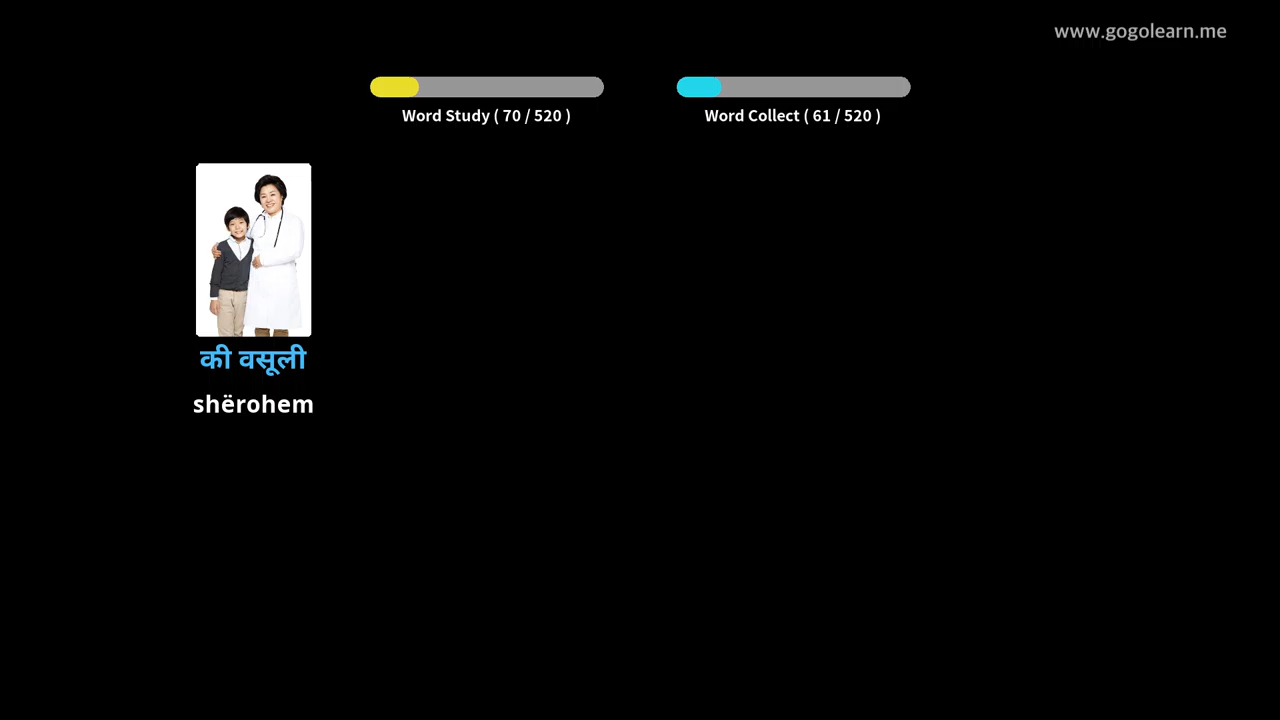 www.gogolearn.me
Word Study ( 70 / 520 )
Word Collect ( 61 / 520 )
की वसूली
shërohem